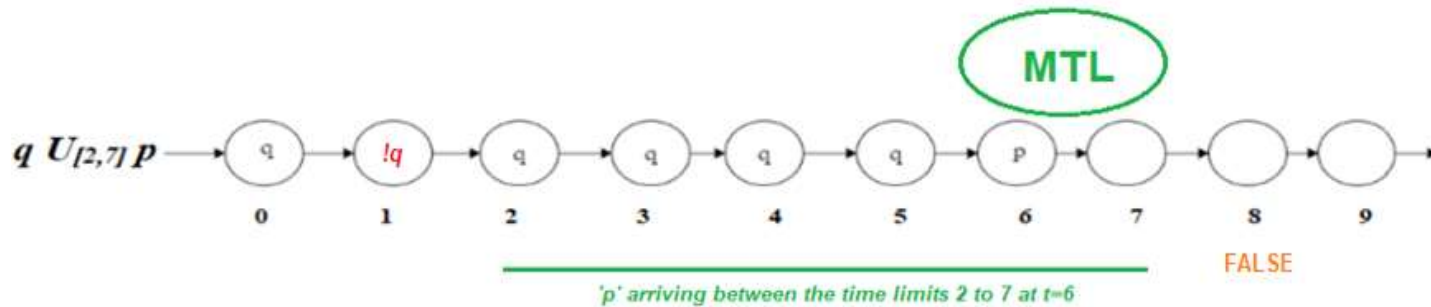 MTL
q U[2,7] p q !q q q q q p
0 1 2 3 4 5 6 7 8 9
FALSE
'p' arriving between the time limits 2 to 7 at t=6